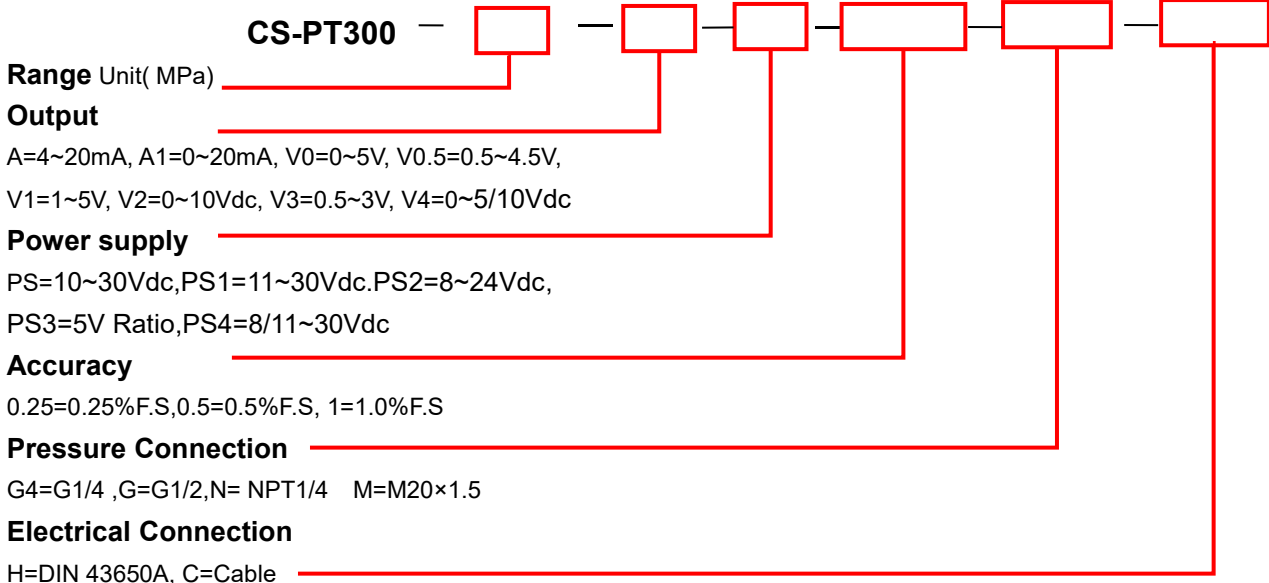 CS-PT300
Range Unit( MPa)
Output
A=4~20mA, A1=0~20mA, V0=0~5V, V0.5=0.5~4.5V,
V1=1~5V, V2=0~10Vdc, V3=0.5~3V, V4=0~5/10Vdc
Power supply
PS=10~30Vdc,PS1=11~30Vdc.PS2=8~24Vdc,
PS3=5V Ratio,PS4=8/11~30Vdc
Accuracy
0.25=0.25%F.S,0.5=0.5%F.S, 1=1.0%F.S
Pressure Connection
G4=G1/4 ,G=G1/2,N= NPT1/4 M=M20×1.5
Electrical Connection
H=DIN 43650A, C=Cable